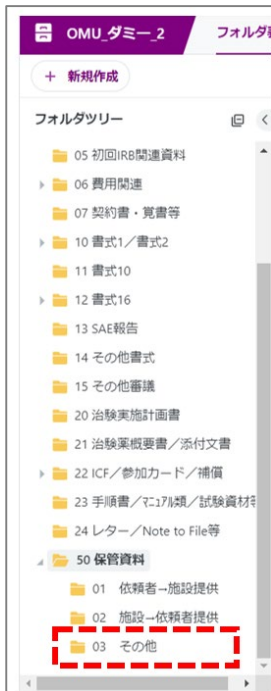 OMU_ダミー_2
フォルダ
+ 新規作成
フォルダツリー
05 初回IRB関連資料
06 費用関連
07 契約書・覚書等
10 書式1／書式2
11 書式10
12 書式16
13 SAE報告
14 その他書式
15 その他審議
20 治験実施計画書
21 治験薬概要書／添付文書
22 ICF／参加カード／補償
23 手順書／ﾏﾆｭｱﾙ類／試験資材等
24 レター／Note to File等
50 保管資料
01　依頼者→施設提供
02　施設→依頼者提供
03　その他